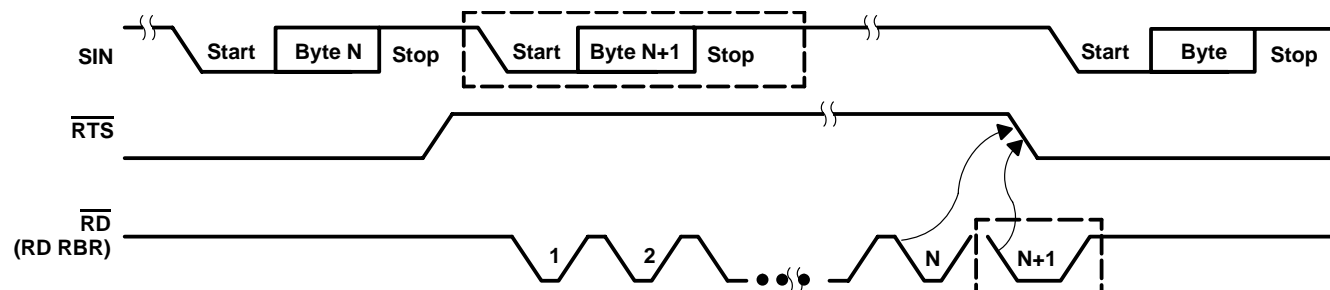 SIN Start Byte N Stop Start Byte N+1 Stop Start Byte Stop
RTS
RD
(RD RBR)
1 2 N N+1